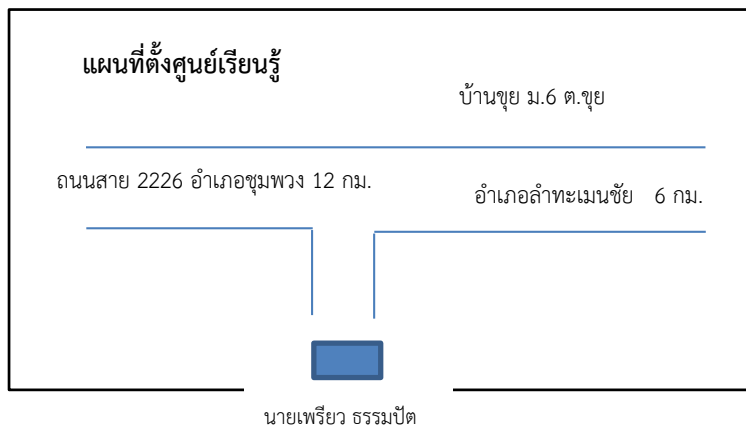 แผนที่ตั้งศูนย์เรียนรู้
บ้านขุย ม.6 ต.ขุย
ถนนสาย 2226 อำเภอชุมพวง 12 กม.
อำเภอลำทะเมนชัย 6 กม.
นายเพรียว ธรรมปัต